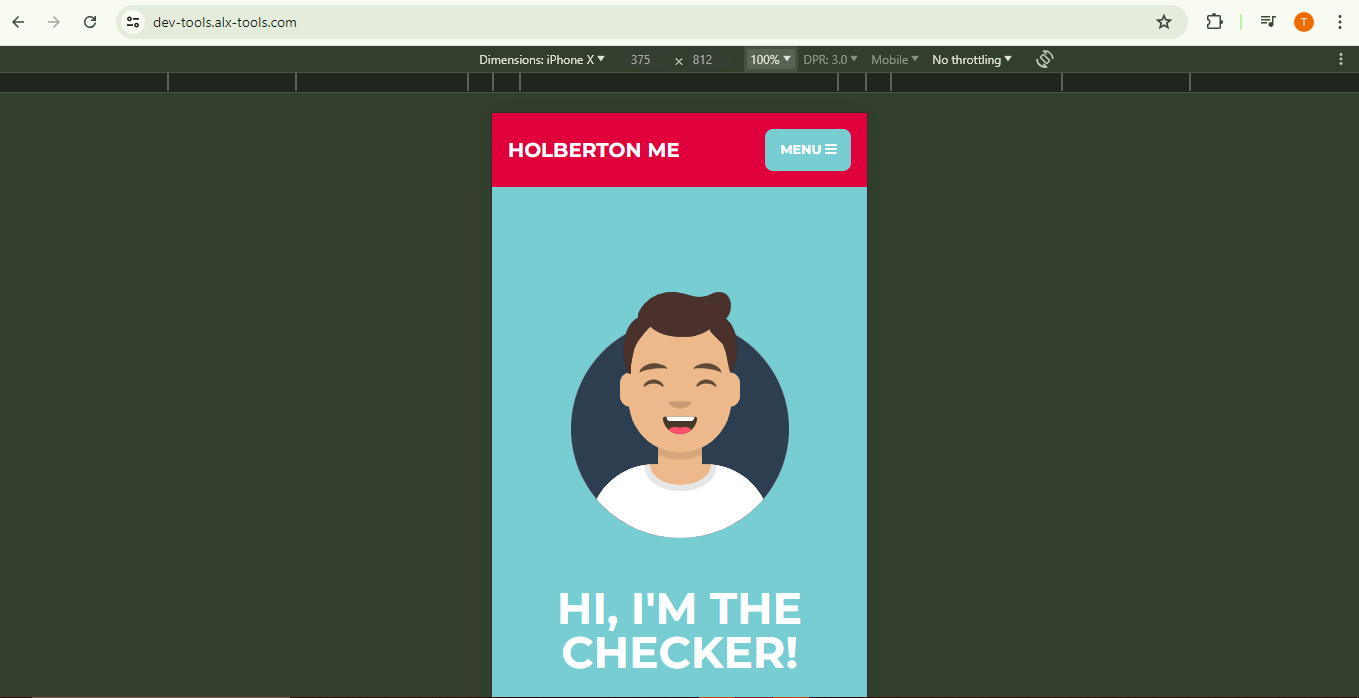 dev-tools.alx-tools.com
T
Dimensions: iPhone X 375 × 812 100% DPR: 3.0 Mobile No throttling
HOLBERTON ME
MENU
HI, I'M THE
CHECKER!